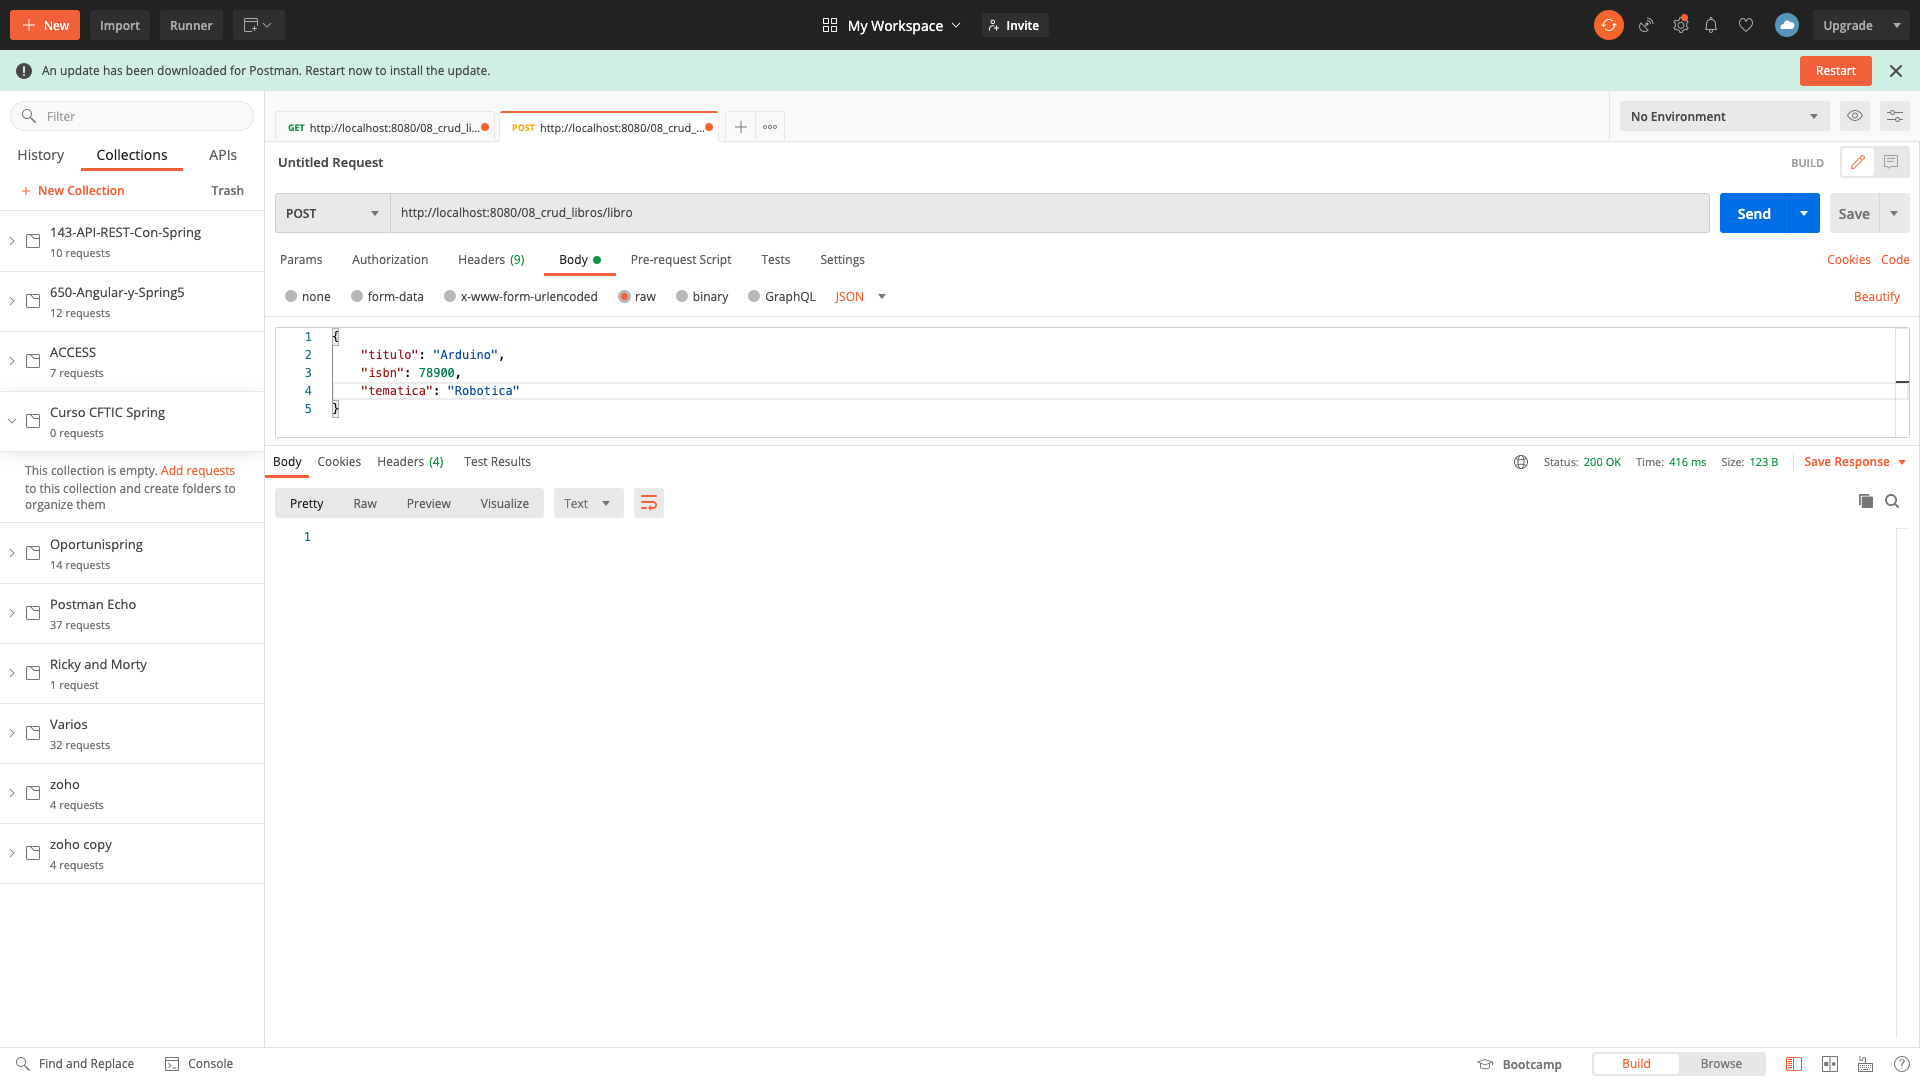 New Import Runner My Workspace Invite Upgrade
An update has been downloaded for Postman. Restart now to install the update. Restart
Filter
History Collections APIs
+ New Collection Trash
143-API-REST-Con-Spring
10 requests
650-Angular-y-Spring5
12 requests
ACCESS
7 requests
Curso CFTIC Spring
0 requests
This collection is empty. Add requests
to this collection and create folders to
organize them
Oportunispring
14 requests
Postman Echo
37 requests
Ricky and Morty
1 request
Varios
32 requests
zoho
4 requests
zoho copy
4 requests
GET http://localhost:8080/08_crud_li... POST http://localhost:8080/08_crud_... No Environment
Untitled Request BUILD
POST http://localhost:8080/08_crud_libros/libro Send Save
Params Authorization Headers (9) Body Pre-request Script Tests Settings Cookies Code
none form-data x-www-form-urlencoded raw binary GraphQL JSON Beautify
1 {
2 "titulo": "Arduino",
3 "isbn": 78900,
4 "tematica": "Robotica"
5 }
Body Cookies Headers (4) Test Results Status: 200 OK Time: 416 ms Size: 123 B Save Response
Pretty Raw Preview Visualize Text
1
Find and Replace Console Bootcamp Build Browse